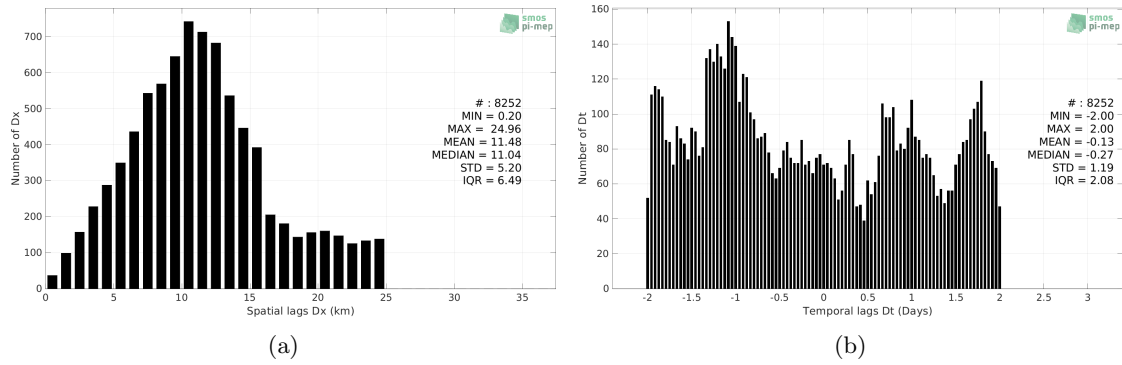 smos
pi-mep
700
600
500
400
300
200
100
0
Number of Dx
# : 8252
MIN = 0.20
MAX = 24.96
MEAN = 11.48
MEDIAN = 11.04
STD = 5.20
IQR = 6.49
0 5 10 15 20 25 30 35
Spatial lags Dx (km)
(a)
smos
pi-mep
160
140
120
100
80
60
40
20
0
Number of Dt
# : 8252
MIN = -2.00
MAX = 2.00
MEAN = -0.13
MEDIAN = -0.27
STD = 1.19
IQR = 2.08
-2 -1.5 -1 -0.5 0 0.5 1 1.5 2 2.5 3
Temporal lags Dt (Days)
(b)